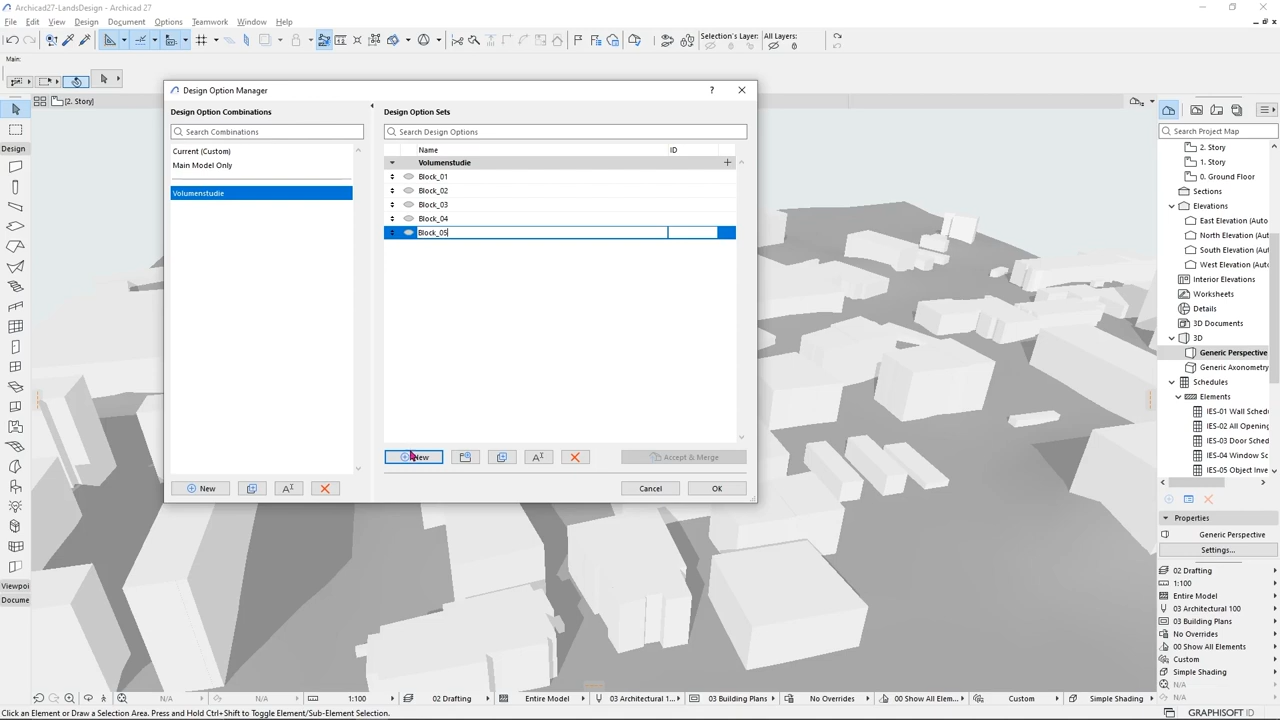 Archicad27-LandsDesign - Archicad 27
File Edit View Design Document Options Teamwork Window Help
Selection's Layer: All Layers:
Main:
[2. Story]
Design
Viewpoi
Docume
Design Option Manager
?
Design Option Combinations
Search Combinations
Current (Custom)
Main Model Only
Volumenstudie
New
Design Option Sets
Search Design Options
Name ID
Volumenstudie
Block_01
Block_02
Block_03
Block_04
Block_05
New
Accept & Merge
Cancel OK
Search Project Map
2. Story
1. Story
0. Ground Floor
Sections
Elevations
East Elevation (Auto
North Elevation (Aut
South Elevation (Aut
West Elevation (Auto
Interior Elevations
Worksheets
Details
3D Documents
3D
Generic Perspective
Generic Axonometry
Schedules
Elements
IES-01 Wall Schedu
IES-02 All Opening
IES-03 Door Sched
IES-04 Window Sc
IES-05 Object Inve
Properties
Generic Perspective
Settings...
02 Drafting
1:100
Entire Model
03 Architectural 100
03 Building Plans
No Overrides
00 Show All Elements
Custom
Simple Shading
N/A
N/A
N/A N/A 1:100 02 Drafting Entire Model 03 Architectural 1... 03 Building Plans No Overrides 00 Show All Elem... Custom Simple Shading
Click an Element or Draw a Selection Area. Press and Hold Ctrl+Shift to Toggle Element/Sub-Element Selection.
GRAPHISOFT ID